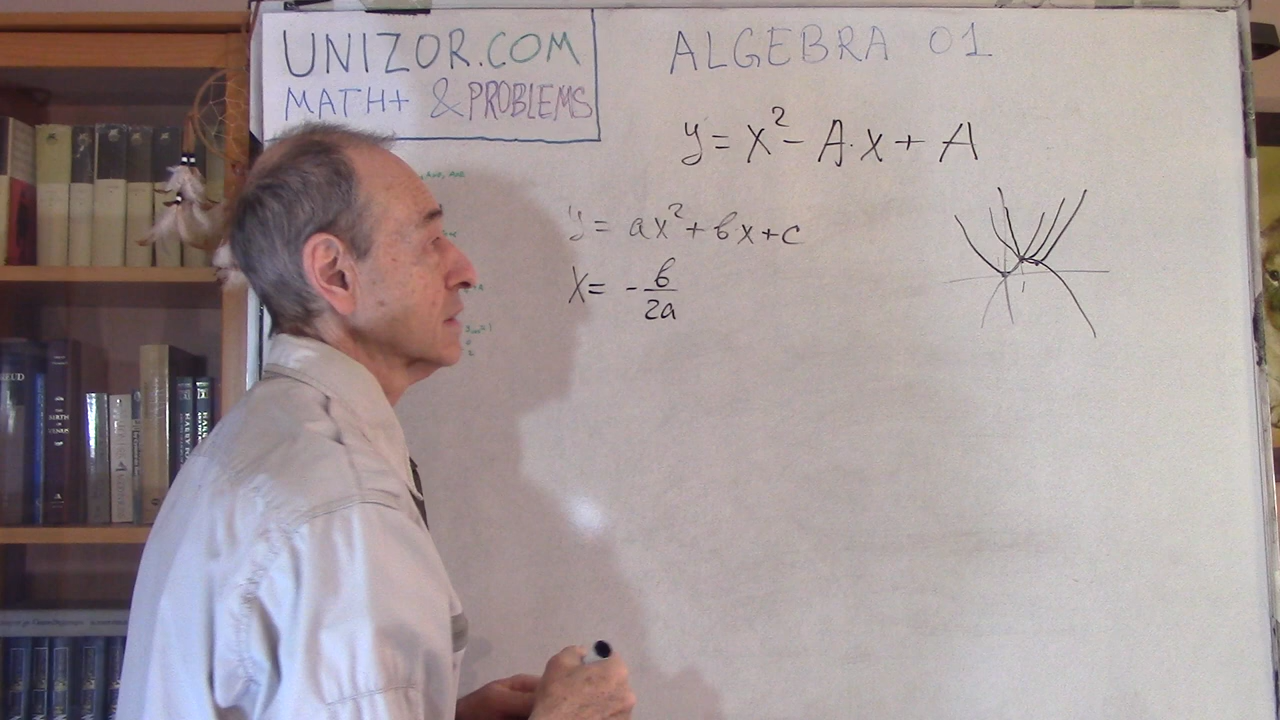 UNIZOR.COM
MATH+ & PROBLEMS
ALGEBRA 01
y = x² - A·x + A
y = ax² + bx + c
x = -b/2a